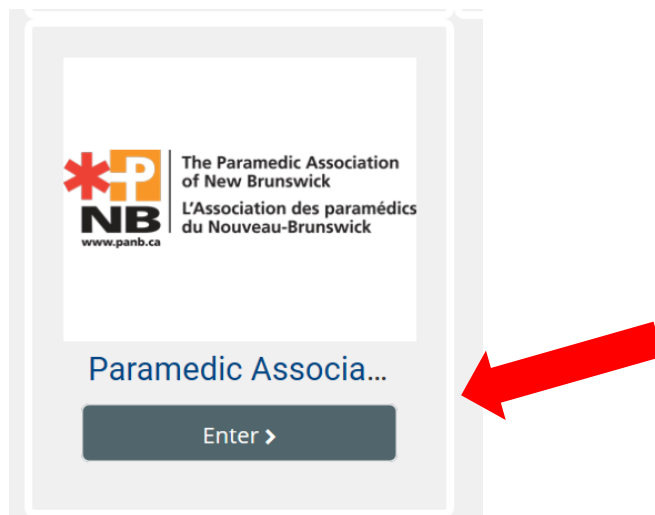 P
NB
www.panb.ca
The Paramedic Association
of New Brunswick
L'Association des paramédics
du Nouveau-Brunswick
Paramedic Associa...
Enter